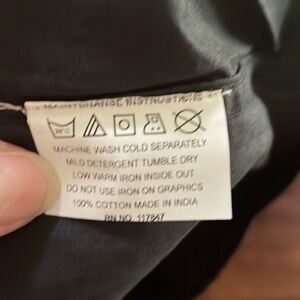 MAINTENANCE INSTRUCTIONS
30°C
MACHINE WASH COLD SEPARATELY
MILD DETERGENT TUMBLE DRY
LOW WARM IRON INSIDE OUT
DO NOT USE IRON ON GRAPHICS
100% COTTON MADE IN INDIA
RN NO. 117847